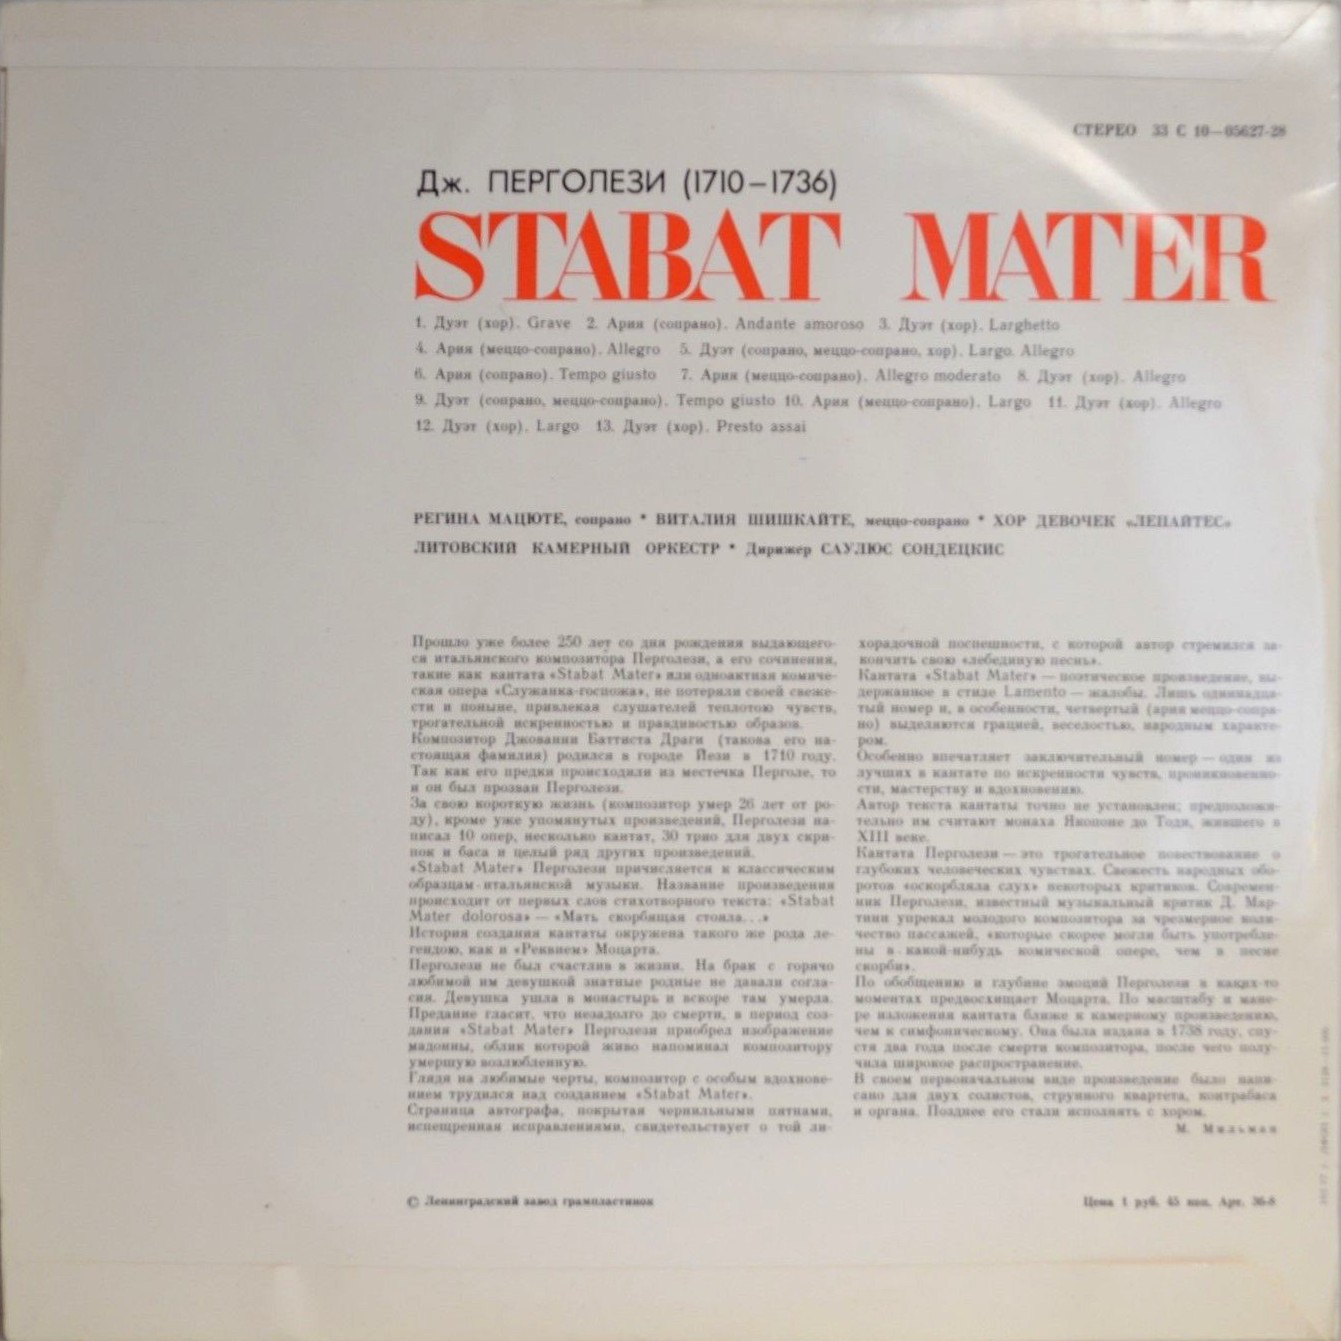 СТЕРЕО 33 С 10—05627-28
Дж. ПЕРГОЛЕЗИ (1710–1736)
STABAT MATER
1. Дуэт (хор). Grave 2. Ария (сопрано). Andante amoroso 3. Дуэт (хор). Larghetto
4. Ария (меццо-сопрано). Allegro 5. Дуэт (сопрано, меццо-сопрано, хор). Largo. Allegro
6. Ария (сопрано). Tempo giusto 7. Ария (меццо-сопрано). Allegro moderato 8. Дуэт (хор). Allegro
9. Дуэт (сопрано, меццо-сопрано). Tempo giusto 10. Ария (меццо-сопрано). Largo 11. Дуэт (хор). Allegro
12. Дуэт (хор). Largo 13. Дуэт (хор). Presto assai
РЕГИНА МАЦЮТЕ, сопрано * ВИТАЛИЯ ШИШКАЙТЕ, меццо-сопрано * ХОР ДЕВОЧЕК «ЛЕПАЙТЕС»
ЛИТОВСКИЙ КАМЕРНЫЙ ОРКЕСТР * Дирижер САУЛЮС СОНДЕЦКИС
Прошло уже более 250 лет со дня рождения выдающего-
ся итальянского композитора Перголези, а его сочинения,
такие как кантата «Stabat Mater» или одноактная комиче-
ская опера «Служанка-госпожа», не потеряли своей свеже-
сти и поныне, привлекая слушателей теплотою чувств,
трогательной искренностью и правдивостью образов.
Композитор Джованни Баттиста Драги (такова его на-
стоящая фамилия) родился в городе Йези в 1710 году.
Так как его предки происходили из местечка Перголе, то
и он был прозван Перголези.
За свою короткую жизнь (композитор умер 26 лет от ро-
ду), кроме уже упомянутых произведений, Перголези на-
писал 10 опер, несколько кантат, 30 трио для двух скри-
пок и баса и целый ряд других произведений.
«Stabat Mater» Перголези причисляется к классическим
образцам итальянской музыки. Название произведения
происходит от первых слов стихотворного текста: «Stabat
Mater dolorosa» — «Мать скорбящая стояла...»
История создания кантаты окружена такого же рода ле-
гендою, как и «Реквием» Моцарта.
Перголези не был счастлив в жизни. На брак с горячо
любимой им девушкой знатные родные не давали согла-
сия. Девушка ушла в монастырь и вскоре там умерла.
Предание гласит, что незадолго до смерти, в период соз-
дания «Stabat Mater» Перголези приобрел изображение
мадонны, облик которой живо напоминал композитору
умершую возлюбленную.
Глядя на любимые черты, композитор с особым вдохнове-
нием трудился над созданием «Stabat Mater».
Страница автографа, покрытая чернильными пятнами,
испещренная исправлениями, свидетельствует о той ли-
хорадочной поспешности, с которой автор стремился за-
кончить свою «лебединую песнь».
Кантата «Stabat Mater» — поэтическое произведение, вы-
держанное в стиле Lamento — жалобы. Лишь одиннадца-
тый номер и, в особенности, четвертый (ария меццо-сопра-
но) выделяются грацией, веселостью, народным характе-
ром.
Особенно впечатляет заключительный номер — один из
лучших в кантате по искренности чувств, проникновенно-
сти, мастерству и вдохновению.
Автор текста кантаты точно не установлен; предположи-
тельно им считают монаха Якопоне до Тоди, жившего в
XIII веке.
Кантата Перголези — это трогательное повествование о
глубоких человеческих чувствах. Свежесть народных обо-
ротов «оскорбляла слух» некоторых критиков. Современ-
ник Перголези, известный музыкальный критик Д. Мар-
тини упрекал молодого композитора за чрезмерное коли-
чество пассажей, «которые скорее могли быть употребле-
ны в какой-нибудь комической опере, чем в песне
скорби».
По обобщению и глубине эмоций Перголези в каких-то
моментах предвосхищает Моцарта. По масштабу и мане-
ре изложения кантата ближе к камерному произведению,
чем к симфоническому. Она была издана в 1738 году, спу-
стя два года после смерти композитора, после чего полу-
чила широкое распространение.
В своем первоначальном виде произведение было напи-
сано для двух солистов, струнного квартета, контрабаса
и органа. Позднее его стали исполнять с хором.
М. Мильман
© Ленинградский завод грампластинок
Цена 1 руб. 45 коп. Арт. 36-8